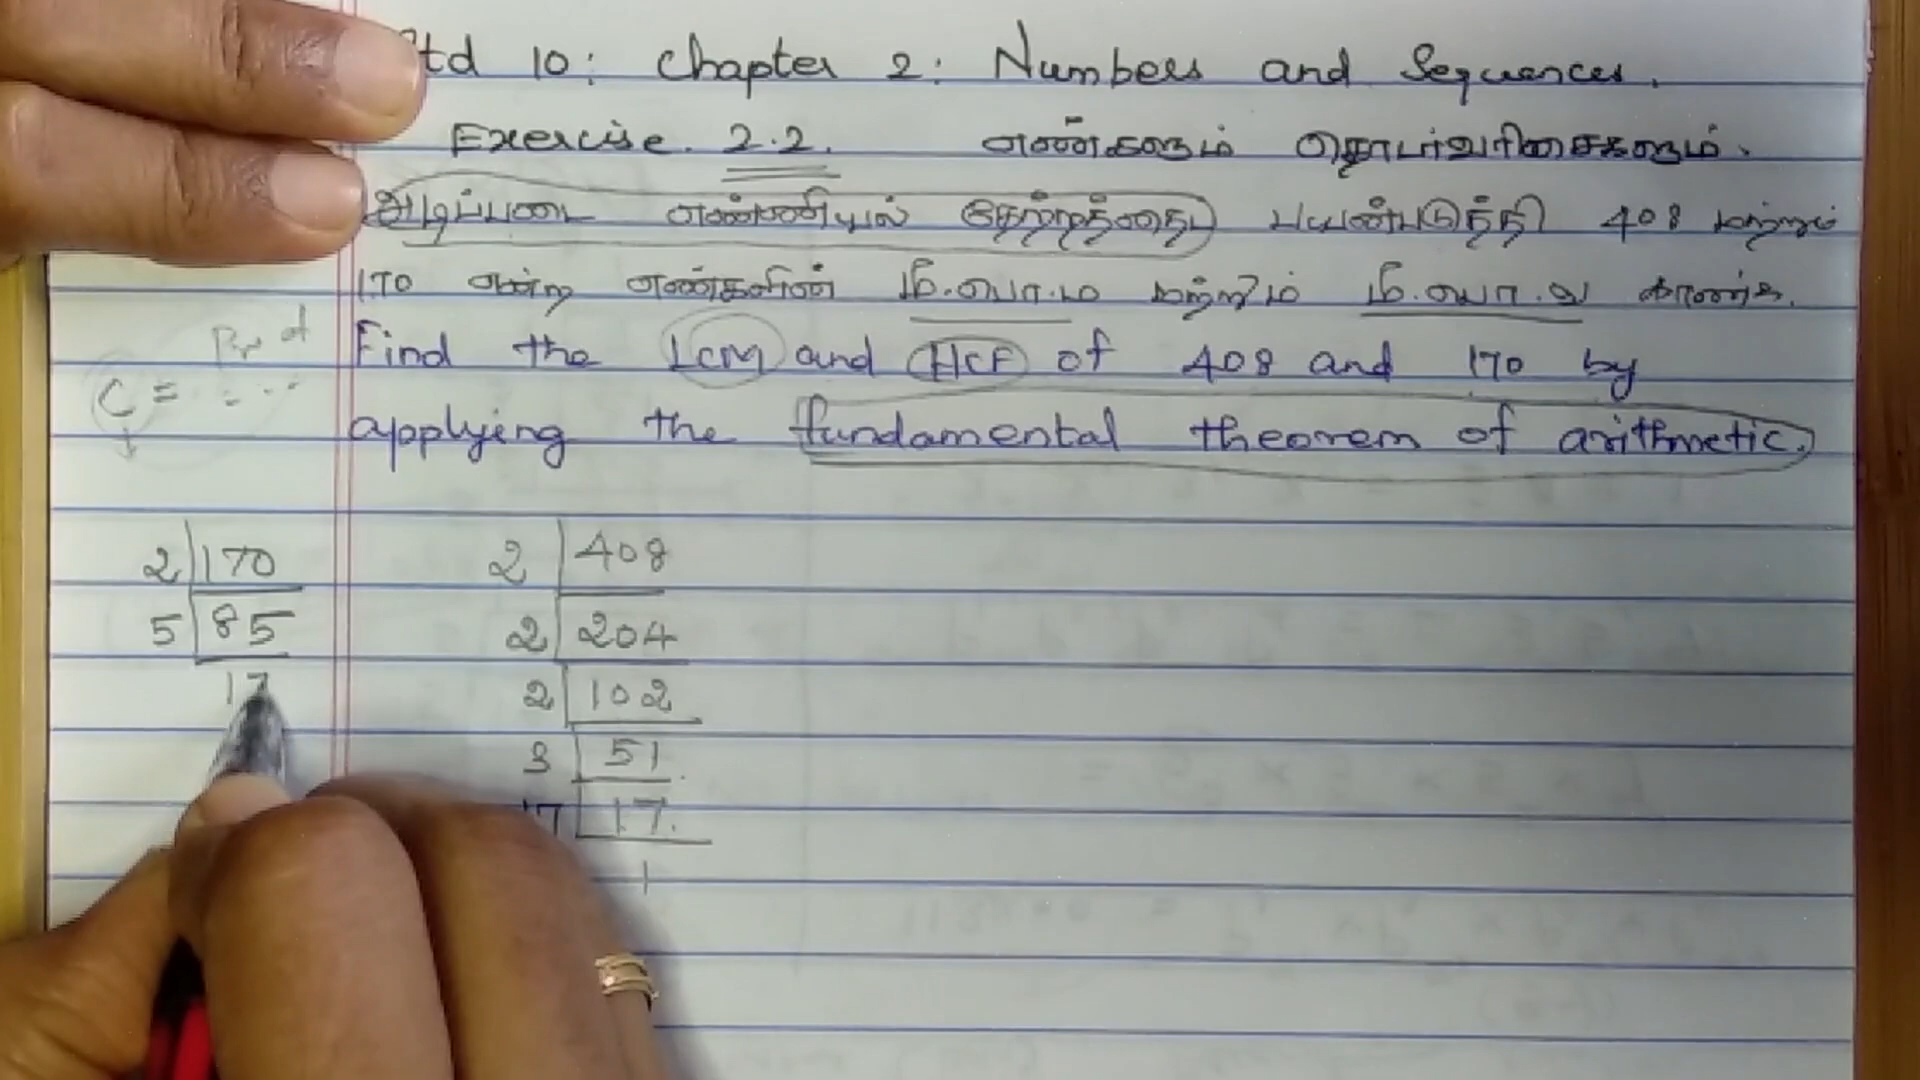 Std 10: Chapter 2: Numbers and Sequences.
Exercise. 2.2. எண்களும் தொடர்வரிசைகளும்.
அடிப்படை எண்ணியல் தேற்றத்தைப் பயன்படுத்தி 408 மற்றும்
170 என்ற எண்களின் மீ.பொ.ம மற்றும் மீ.பொ.வ காண்க.
Find the LCM and HCF of 408 and 170 by
applying the fundamental theorem of arithmetic.
C =
2 170
5 85
17
2 408
2 204
2 102
3 51
17 17.
1